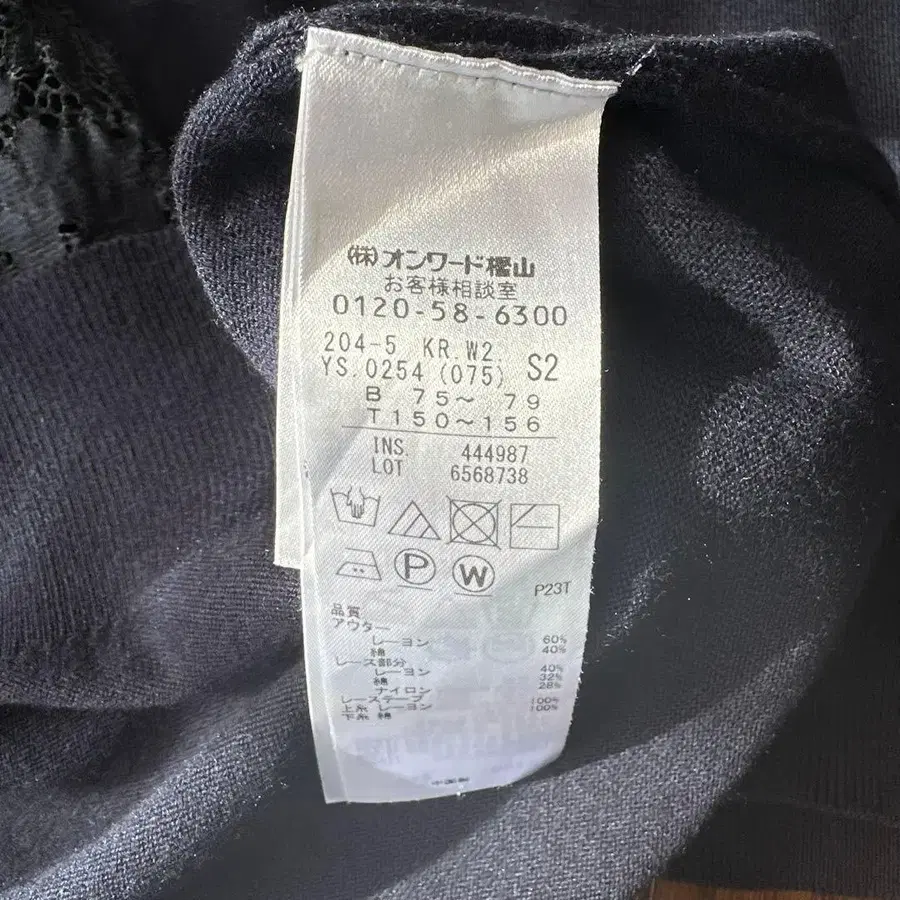 ㈱オンワード樫山
お客様相談室
0120-58-6300
204-5 KR.W2.
YS.0254 (075) S2
B 75～ 79
T 150～156
INS. 444987
LOT 6568738
P
W
P23T
品質
アウター
レーヨン 60%
綿 40%
レース部分
レーヨン 40%
綿 32%
ナイロン 28%
レーステープ
上糸 レーヨン 100%
下糸 綿 100%
中国製